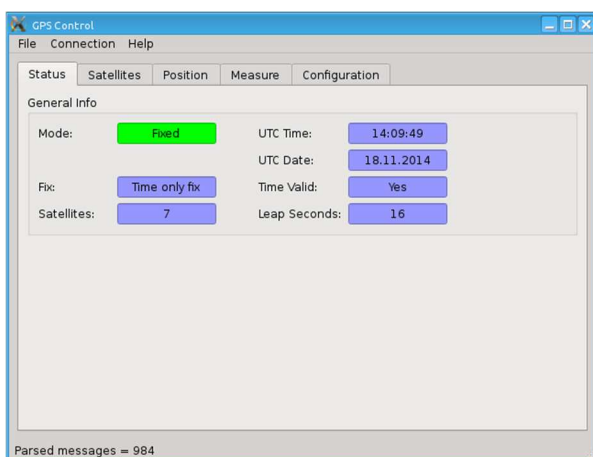 GPS Control
File Connection Help
Status Satellites Position Measure Configuration
General Info
Mode: Fixed UTC Time: 14:09:49
UTC Date: 18.11.2014
Fix: Time only fix Time Valid: Yes
Satellites: 7 Leap Seconds: 16
Parsed messages = 984